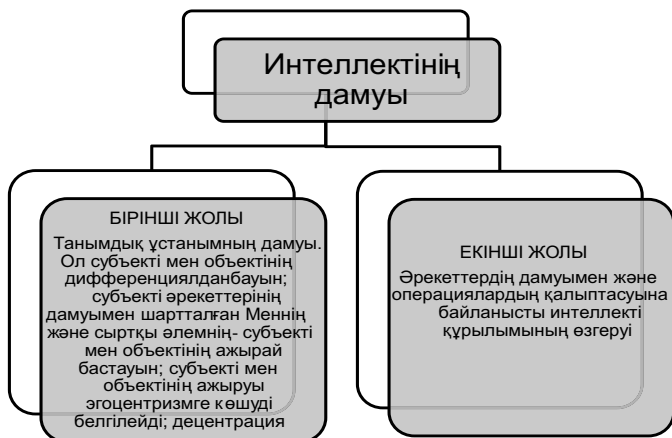 Интеллектінің
дамуы
БІРІНШІ ЖОЛЫ
Танымдық ұстанымның дамуы.
Ол субъекті мен объектінің
дифференциялданбауын;
субъекті әрекеттерінің
дамуымен шартталған Меннің
және сыртқы әлемнің- субъекті
мен объектінің ажырай
бастауын; субъекті мен
объектінің ажыруы
эгоцентризмге көшуді
белгілейді; децентрация
ЕКІНШІ ЖОЛЫ
Әрекеттердің дамуымен және
операциялардың қалыптасуына
байланысты интеллекті
құрылымының өзгеруі